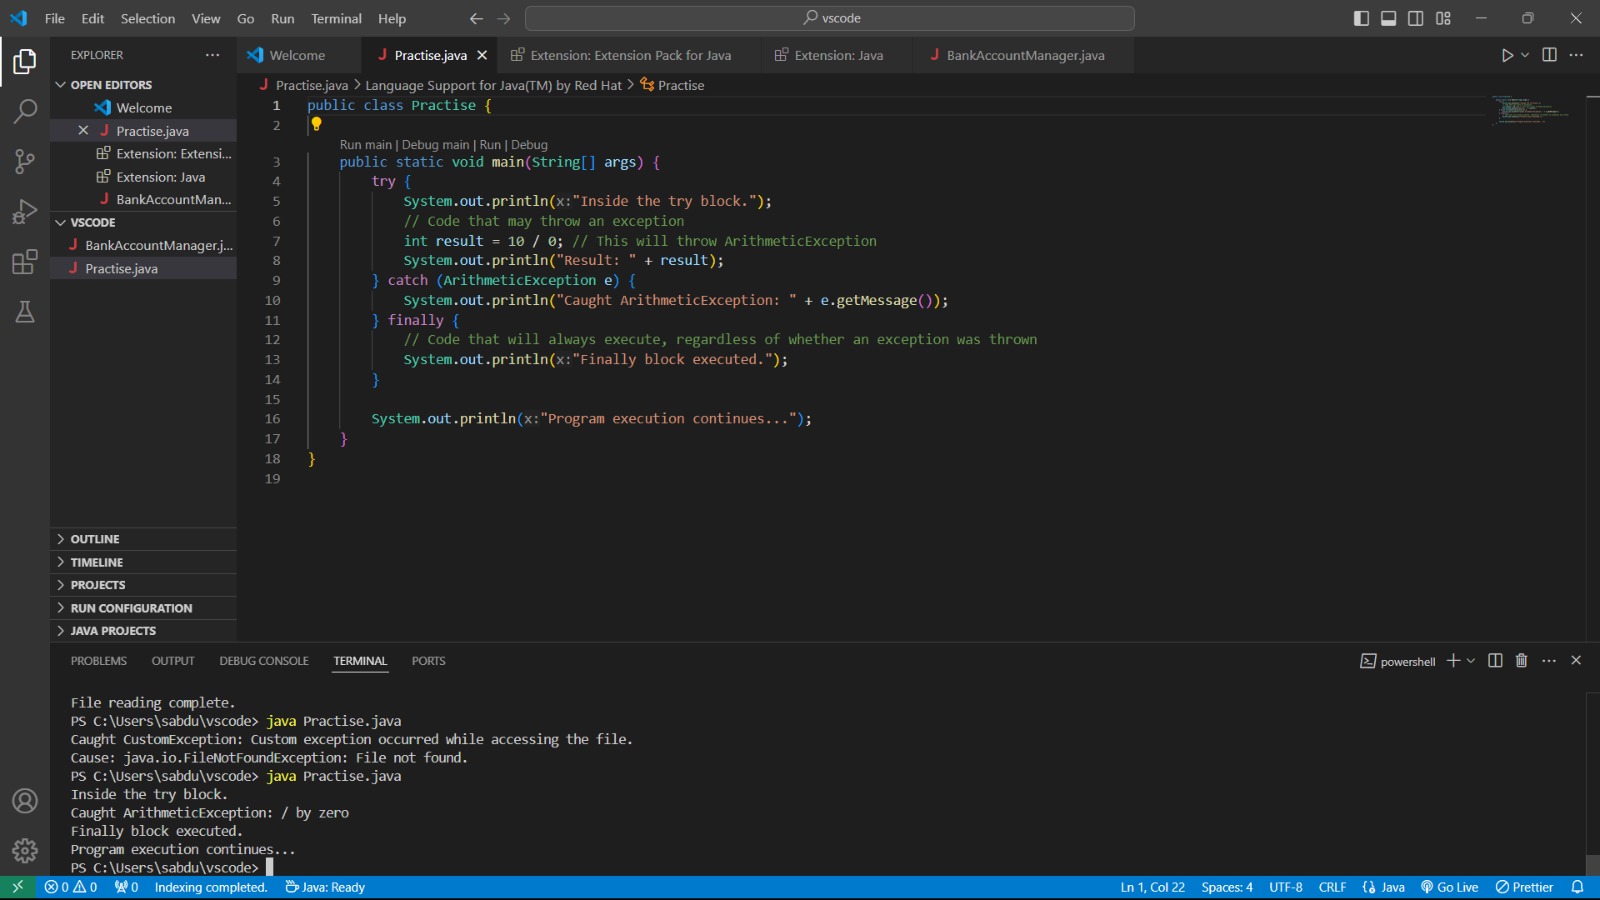 File Edit Selection View Go Run Terminal Help vscode
EXPLORER
Welcome Practise.java Extension: Extension Pack for Java Extension: Java BankAccountManager.java
OPEN EDITORS
Welcome
Practise.java
Extension: Extensi...
Extension: Java
BankAccountMan...
VSCODE
BankAccountManager.j...
Practise.java
OUTLINE
TIMELINE
PROJECTS
RUN CONFIGURATION
JAVA PROJECTS
Practise.java > Language Support for Java(TM) by Red Hat > Practise
1 public class Practise {
2
Run main | Debug main | Run | Debug
3 public static void main(String[] args) {
4 try {
5 System.out.println(x:"Inside the try block.");
6 // Code that may throw an exception
7 int result = 10 / 0; // This will throw ArithmeticException
8 System.out.println("Result: " + result);
9 } catch (ArithmeticException e) {
10 System.out.println("Caught ArithmeticException: " + e.getMessage());
11 } finally {
12 // Code that will always execute, regardless of whether an exception was thrown
13 System.out.println(x:"Finally block executed.");
14 }
15
16 System.out.println(x:"Program execution continues...");
17 }
18 }
19
PROBLEMS OUTPUT DEBUG CONSOLE TERMINAL PORTS powershell
File reading complete.
PS C:\Users\sabdu\vscode> java Practise.java
Caught CustomException: Custom exception occurred while accessing the file.
Cause: java.io.FileNotFoundException: File not found.
PS C:\Users\sabdu\vscode> java Practise.java
Inside the try block.
Caught ArithmeticException: / by zero
Finally block executed.
Program execution continues...
PS C:\Users\sabdu\vscode>
0 0 0 Indexing completed. Java: Ready Ln 1, Col 22 Spaces: 4 UTF-8 CRLF Java Go Live Prettier